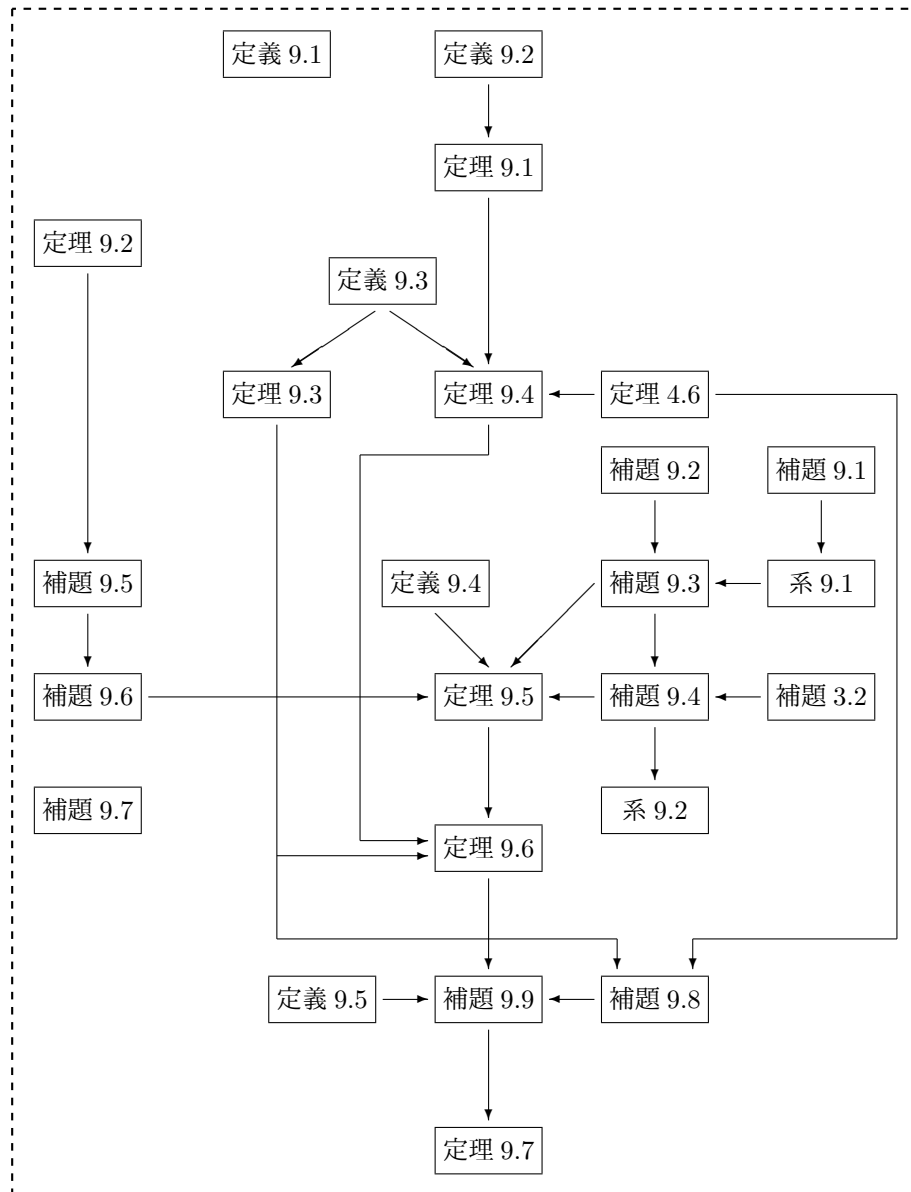 定義 9.1
定義 9.2
定理 9.1
定理 9.2
定義 9.3
定理 9.3
定理 9.4
定理 4.6
補題 9.2
補題 9.1
補題 9.5
定義 9.4
補題 9.3
系 9.1
補題 9.6
定理 9.5
補題 9.4
補題 3.2
補題 9.7
系 9.2
定理 9.6
定義 9.5
補題 9.9
補題 9.8
定理 9.7